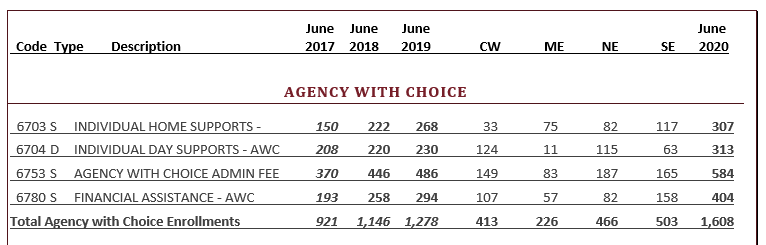 June June June June
Code Type Description 2017 2018 2019 CW ME NE SE 2020
AGENCY WITH CHOICE
6703 S INDIVIDUAL HOME SUPPORTS - 150 222 268 33 75 82 117 307
6704 D INDIVIDUAL DAY SUPPORTS - AWC 208 220 230 124 11 115 63 313
6753 S AGENCY WITH CHOICE ADMIN FEE 370 446 486 149 83 187 165 584
6780 S FINANCIAL ASSISTANCE - AWC 193 258 294 107 57 82 158 404
Total Agency with Choice Enrollments 921 1,146 1,278 413 226 466 503 1,608